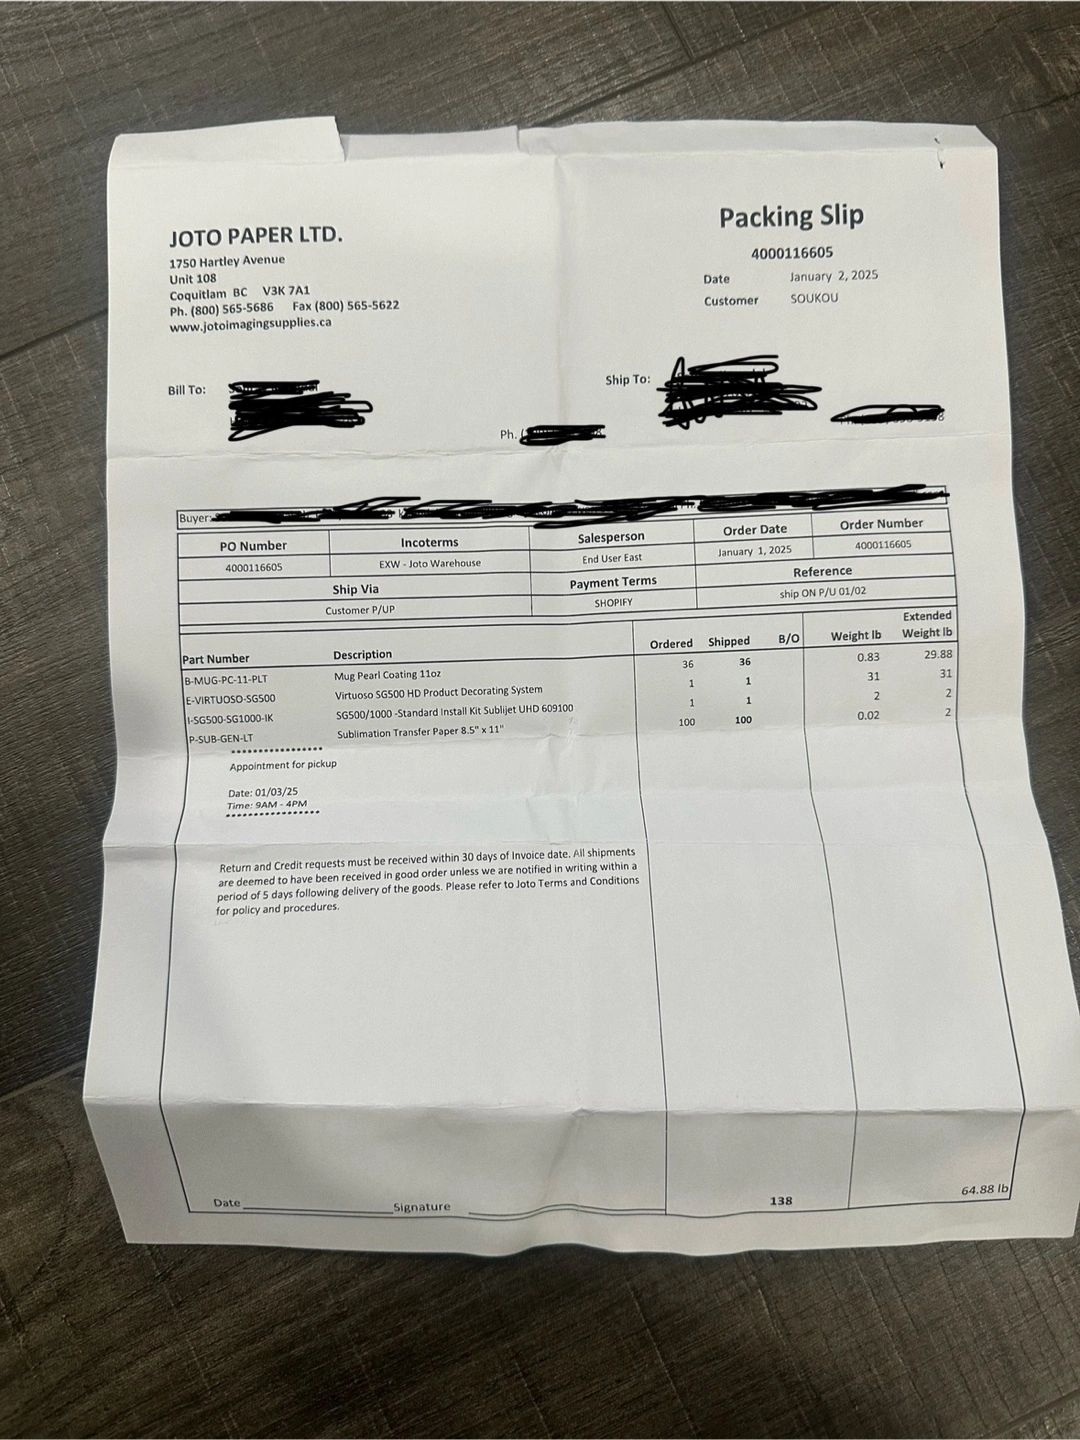 Packing Slip
JOTO PAPER LTD.
4000116605
1750 Hartley Avenue
Date January 2, 2025
Unit 108
Customer SOUKOU
Coquitlam BC V3K 7A1
Ph. (800) 565-5686 Fax (800) 565-5622
www.jotoimagingsupplies.ca
Bill To:
Ship To:
Ph. (
Buyer:
PO Number Incoterms Salesperson Order Date Order Number
4000116605 EXW - Joto Warehouse End User East January 1, 2025 4000116605
Ship Via Payment Terms Reference
Customer P/UP SHOPIFY ship ON P/U 01/02
Part Number Description Ordered Shipped B/O Weight lb Extended Weight lb
B-MUG-PC-11-PLT Mug Pearl Coating 11oz 36 36 0.83 29.88
E-VIRTUOSO-SG500 Virtuoso SG500 HD Product Decorating System 1 1 31 31
I-SG500-SG1000-IK SG500/1000 -Standard Install Kit Sublijet UHD 609100 1 1 2 2
P-SUB-GEN-LT Sublimation Transfer Paper 8.5" x 11" 100 100 0.02 2
*****************
Appointment for pickup
Date: 01/03/25
Time: 9AM - 4PM
*****************
Return and Credit requests must be received within 30 days of Invoice date. All shipments
are deemed to have been received in good order unless we are notified in writing within a
period of 5 days following delivery of the goods. Please refer to Joto Terms and Conditions
for policy and procedures.
Date Signature 138 64.88 lb